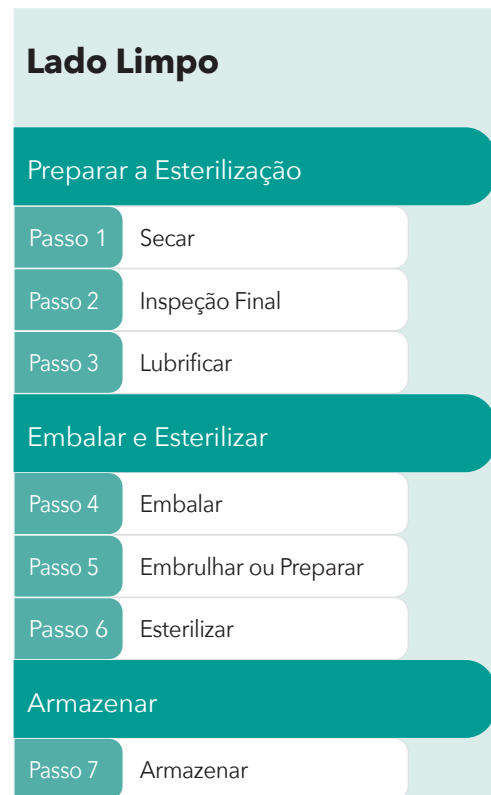 Lado Limpo
Preparar a Esterilização
Passo 1 Secar
Passo 2 Inspeção Final
Passo 3 Lubrificar
Embalar e Esterilizar
Passo 4 Embalar
Passo 5 Embrulhar ou Preparar
Passo 6 Esterilizar
Armazenar
Passo 7 Armazenar